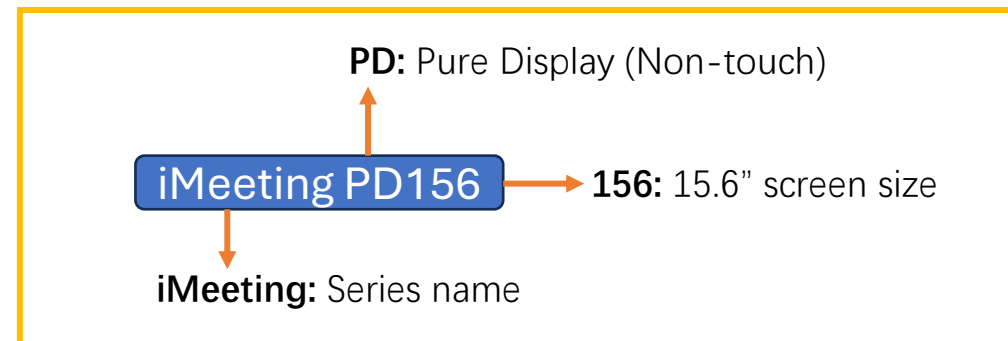 PD: Pure Display (Non-touch)
iMeeting PD156
156: 15.6” screen size
iMeeting: Series name